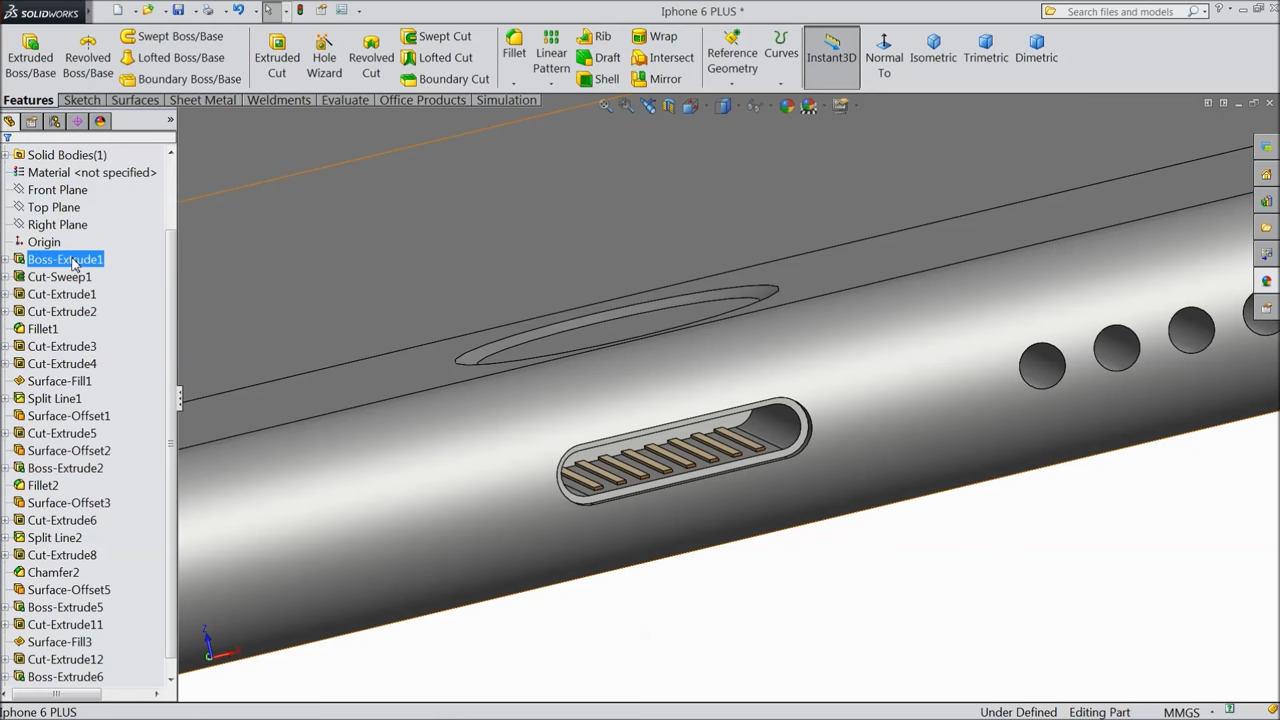 SOLIDWORKS
Iphone 6 PLUS *
Search files and models
Extruded Boss/Base
Revolved Boss/Base
Swept Boss/Base
Lofted Boss/Base
Boundary Boss/Base
Extruded Cut
Hole Wizard
Revolved Cut
Swept Cut
Lofted Cut
Boundary Cut
Fillet
Linear Pattern
Rib
Draft
Shell
Wrap
Intersect
Mirror
Reference Geometry
Curves
Instant3D
Normal To
Isometric
Trimetric
Dimetric
Features
Sketch
Surfaces
Sheet Metal
Weldments
Evaluate
Office Products
Simulation
Solid Bodies(1)
Material <not specified>
Front Plane
Top Plane
Right Plane
Origin
Boss-Extrude1
Cut-Sweep1
Cut-Extrude1
Cut-Extrude2
Fillet1
Cut-Extrude3
Cut-Extrude4
Surface-Fill1
Split Line1
Surface-Offset1
Cut-Extrude5
Surface-Offset2
Boss-Extrude2
Fillet2
Surface-Offset3
Cut-Extrude6
Split Line2
Cut-Extrude8
Chamfer2
Surface-Offset5
Boss-Extrude5
Cut-Extrude11
Surface-Fill3
Cut-Extrude12
Boss-Extrude6
Z
Iphone 6 PLUS
Under Defined
Editing Part
MMGS